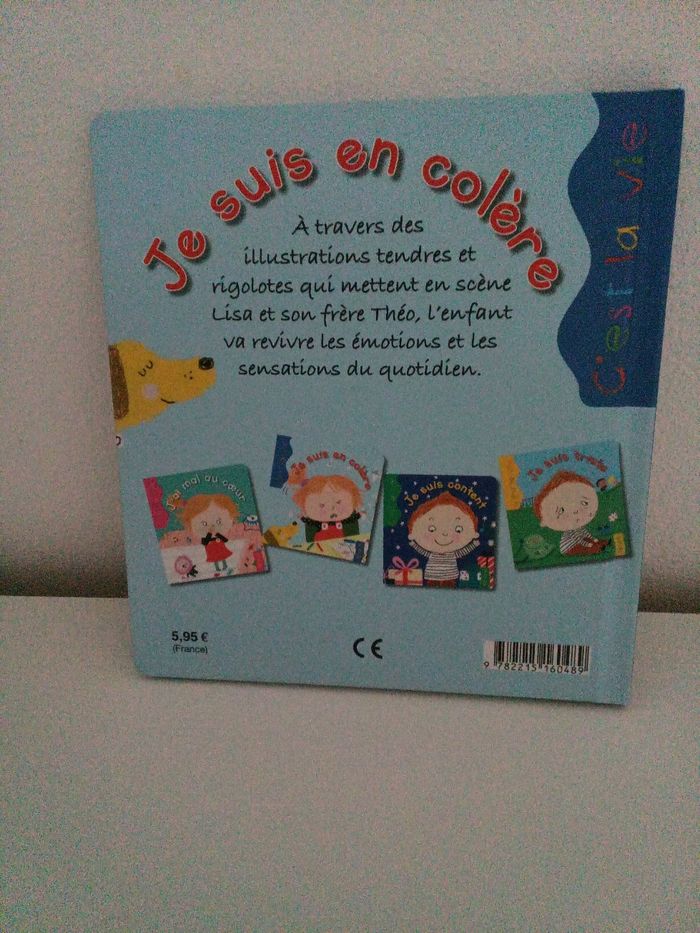 Je suis en colère
C'est la vie
À travers des
illustrations tendres et
rigolotes qui mettent en scène
Lisa et son frère Théo, l'enfant
va revivre les émotions et les
sensations du quotidien.
J'ai mal au cœur
Je suis en colère
Je suis content
Je suis triste
5,95 €
(France)
CE
9 782215 160489